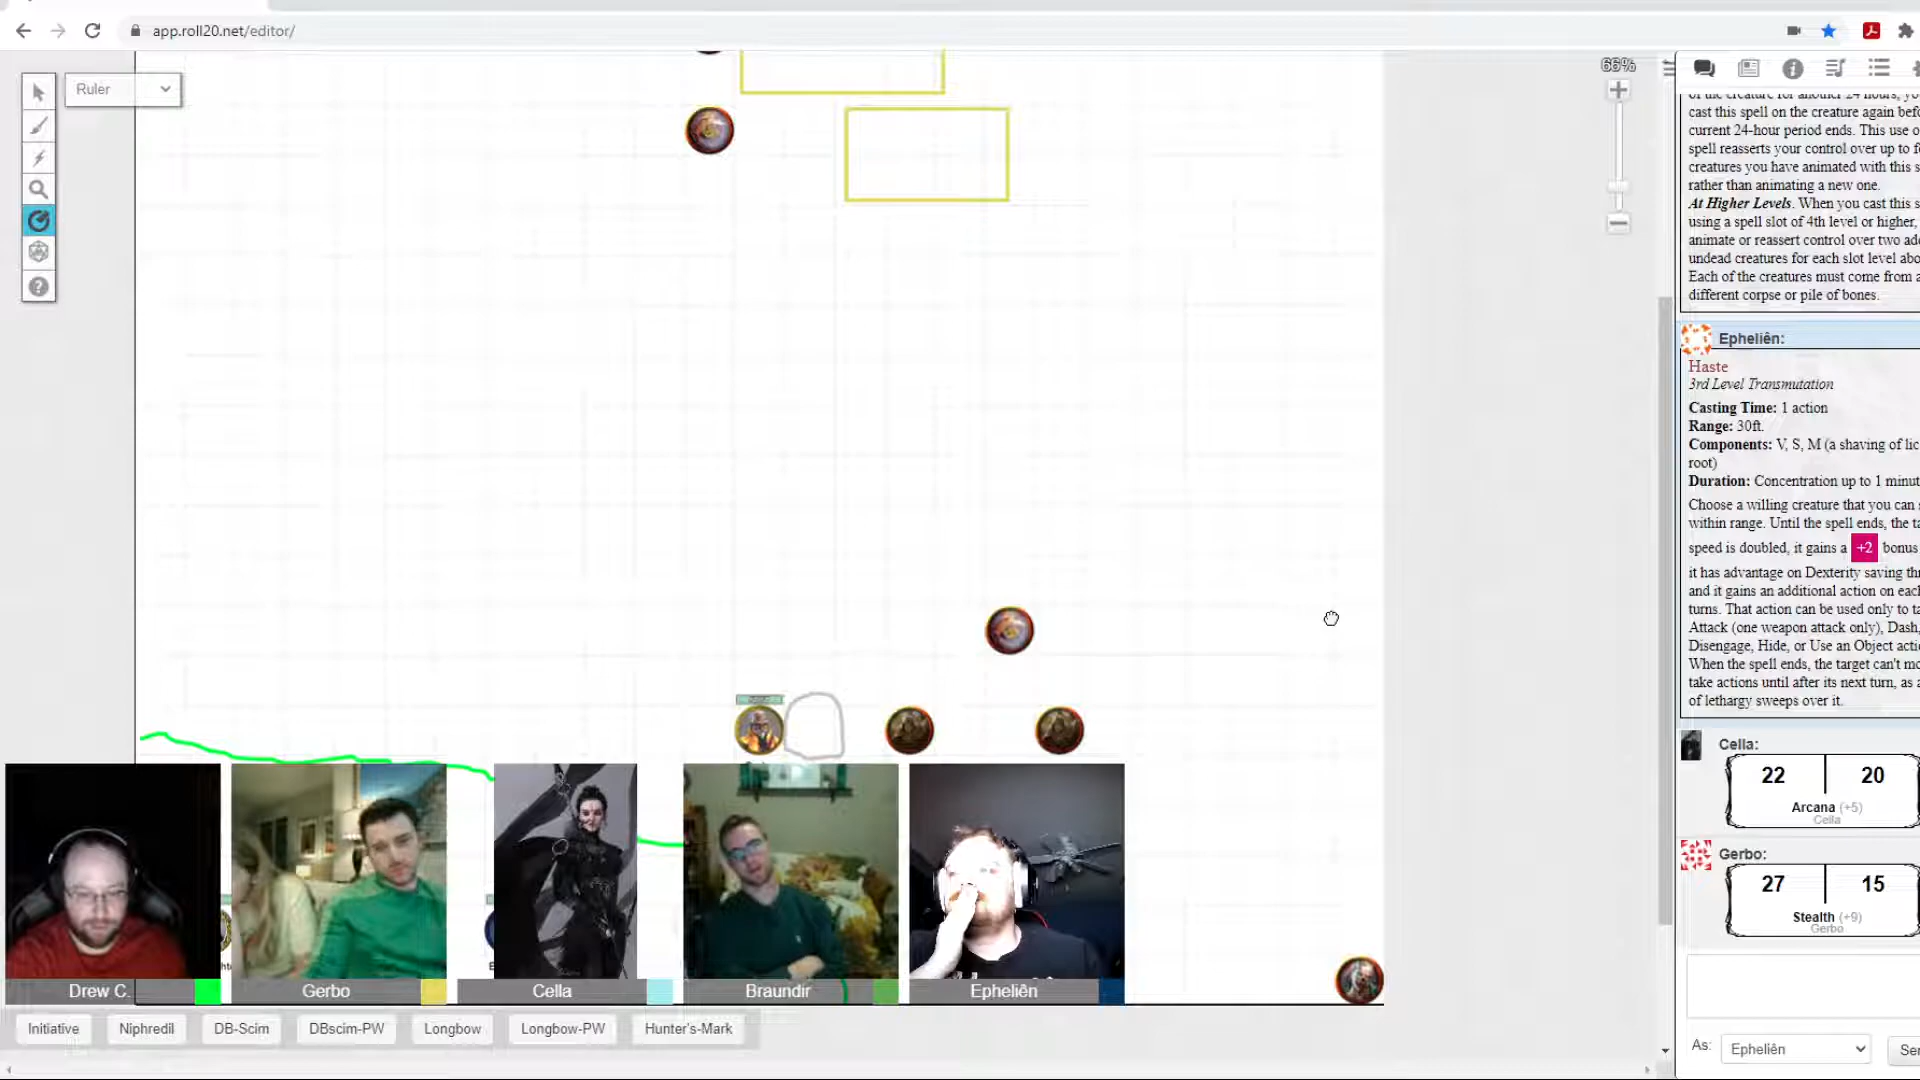 app.roll20.net/editor/
Ruler
66%
cast this spell on the creature again bef
current 24-hour period ends. This use o
spell reasserts your control over up to f
creatures you have animated with this s
rather than animating a new one.
At Higher Levels. When you cast this s
using a spell slot of 4th level or higher,
animate or reassert control over two ad
undead creatures for each slot level abo
Each of the creatures must come from a
different corpse or pile of bones.
Epheliên:
Haste
3rd Level Transmutation
Casting Time: 1 action
Range: 30ft.
Components: V, S, M (a shaving of lic
root)
Duration: Concentration up to 1 minut
Choose a willing creature that you can s
within range. Until the spell ends, the ta
speed is doubled, it gains a +2 bonus
it has advantage on Dexterity saving thr
and it gains an additional action on each
turns. That action can be used only to ta
Attack (one weapon attack only), Dash,
Disengage, Hide, or Use an Object acti
When the spell ends, the target can't mo
take actions until after its next turn, as a
of lethargy sweeps over it.
Cella:
22 20
Arcana (+5)
Cella
Gerbo:
27 15
Stealth (+9)
Gerbo
Drew C.
Gerbo
Cella
Braundir
Epheliên
Initiative
Niphredil
DB-Scim
DBscim-PW
Longbow
Longbow-PW
Hunter's-Mark
As:
Epheliên
Sen